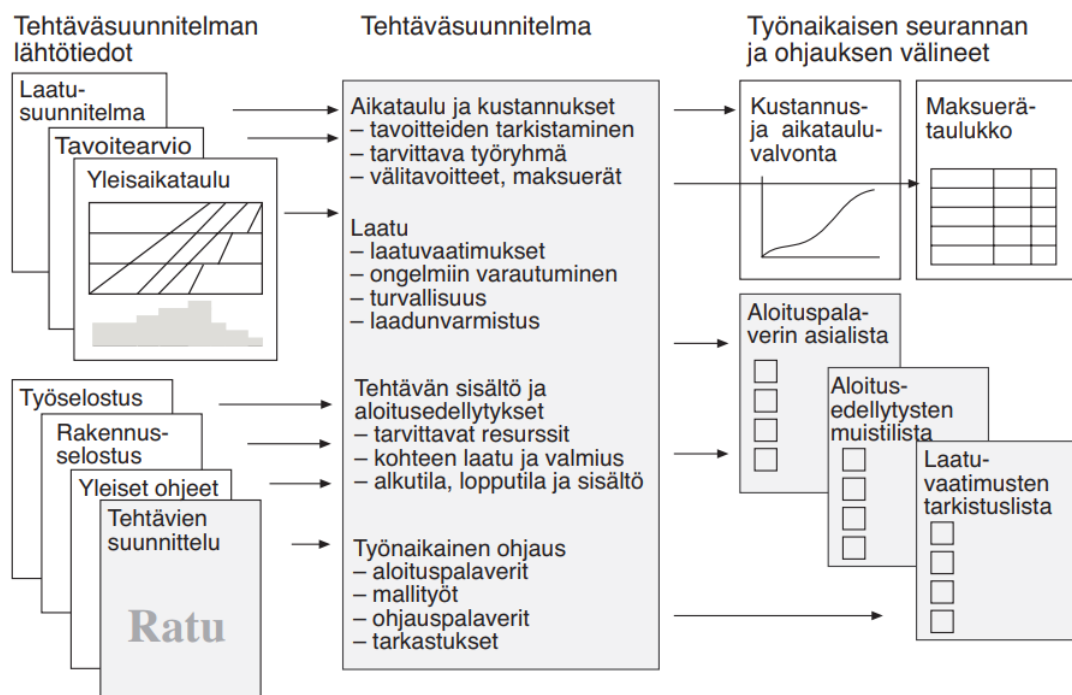 Tehtäväsuunnitelman
lähtötiedot
Laatu-
suunnitelma
Tavoitearvio
Yleisaikataulu
Työselostus
Rakennus-
selostus
Yleiset ohjeet
Tehtävien
suunnittelu
Ratu
Tehtäväsuunnitelma
Aikataulu ja kustannukset
– tavoitteiden tarkistaminen
– tarvittava työryhmä
– välitavoitteet, maksuerät
Laatu
– laatuvaatimukset
– ongelmiin varautuminen
– turvallisuus
– laadunvarmistus
Tehtävän sisältö ja
aloitusedellytykset
– tarvittavat resurssit
– kohteen laatu ja valmius
– alkutila, lopputila ja sisältö
Työnaikainen ohjaus
– aloituspalaverit
– mallityöt
– ohjauspalaverit
– tarkastukset
Työnaikaisen seurannan
ja ohjauksen välineet
Kustannus-
ja aikataulu-
valvonta
Maksuerä-
taulukko
Aloituspala-
verin asialista
Aloitus-
edellytysten
muistilista
Laatu-
vaatimusten
tarkistuslista